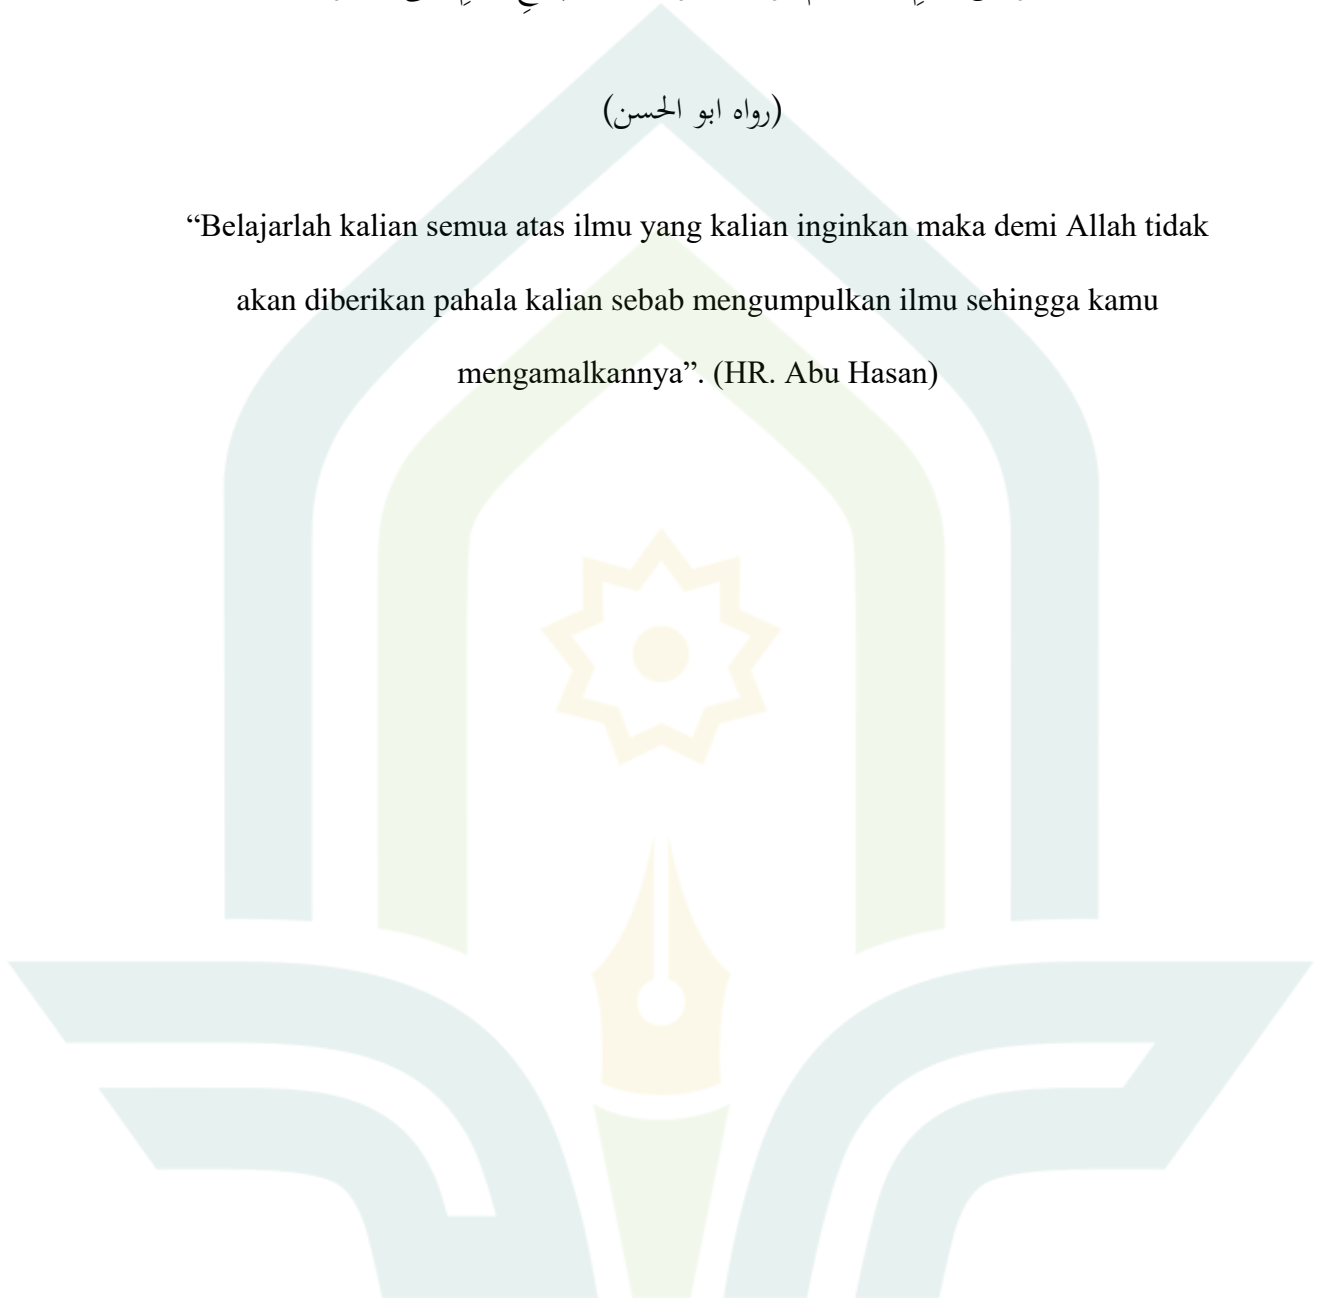 (رواه ابو الحسن)
“Belajarlah kalian semua atas ilmu yang kalian inginkan maka demi Allah tidak
akan diberikan pahala kalian sebab mengumpulkan ilmu sehingga kamu
mengamalkannya”. (HR. Abu Hasan)